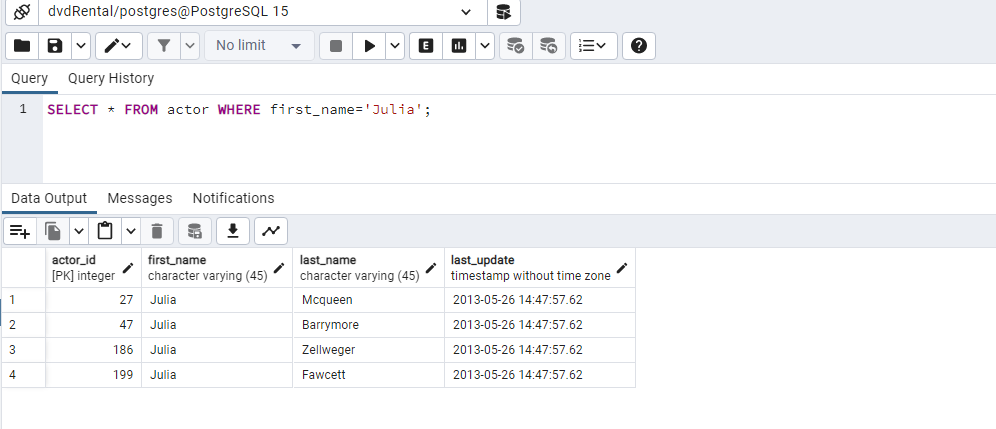 dvdRental/postgres@PostgreSQL 15
No limit
E
Query Query History
1 SELECT * FROM actor WHERE first_name='Julia';
Data Output Messages Notifications
actor_id first_name last_name last_update
[PK] integer character varying (45) character varying (45) timestamp without time zone
1 27 Julia Mcqueen 2013-05-26 14:47:57.62
2 47 Julia Barrymore 2013-05-26 14:47:57.62
3 186 Julia Zellweger 2013-05-26 14:47:57.62
4 199 Julia Fawcett 2013-05-26 14:47:57.62